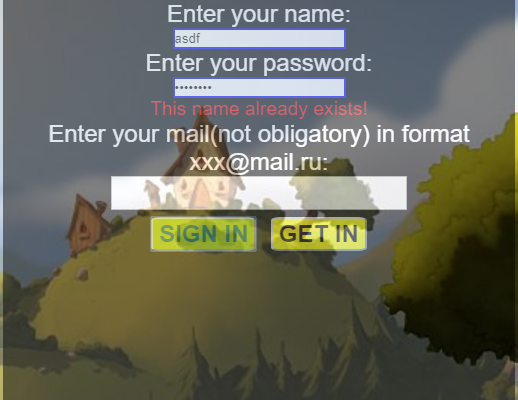 Enter your name:
asdf
Enter your password:
••••••••
This name already exists!
Enter your mail(not obligatory) in format
xxx@mail.ru:
SIGN IN GET IN